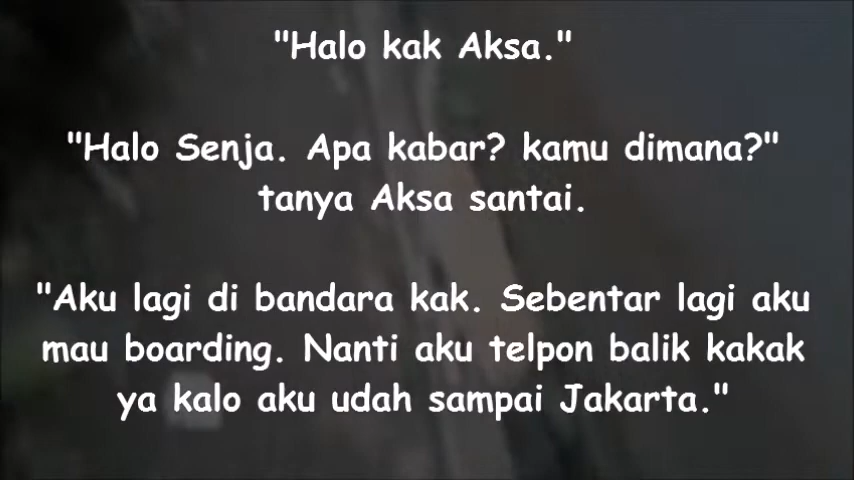 "Halo kak Aksa."
"Halo Senja. Apa kabar? kamu dimana?"
tanya Aksa santai.
"Aku lagi di bandara kak. Sebentar lagi aku
mau boarding. Nanti aku telpon balik kakak
ya kalo aku udah sampai Jakarta."